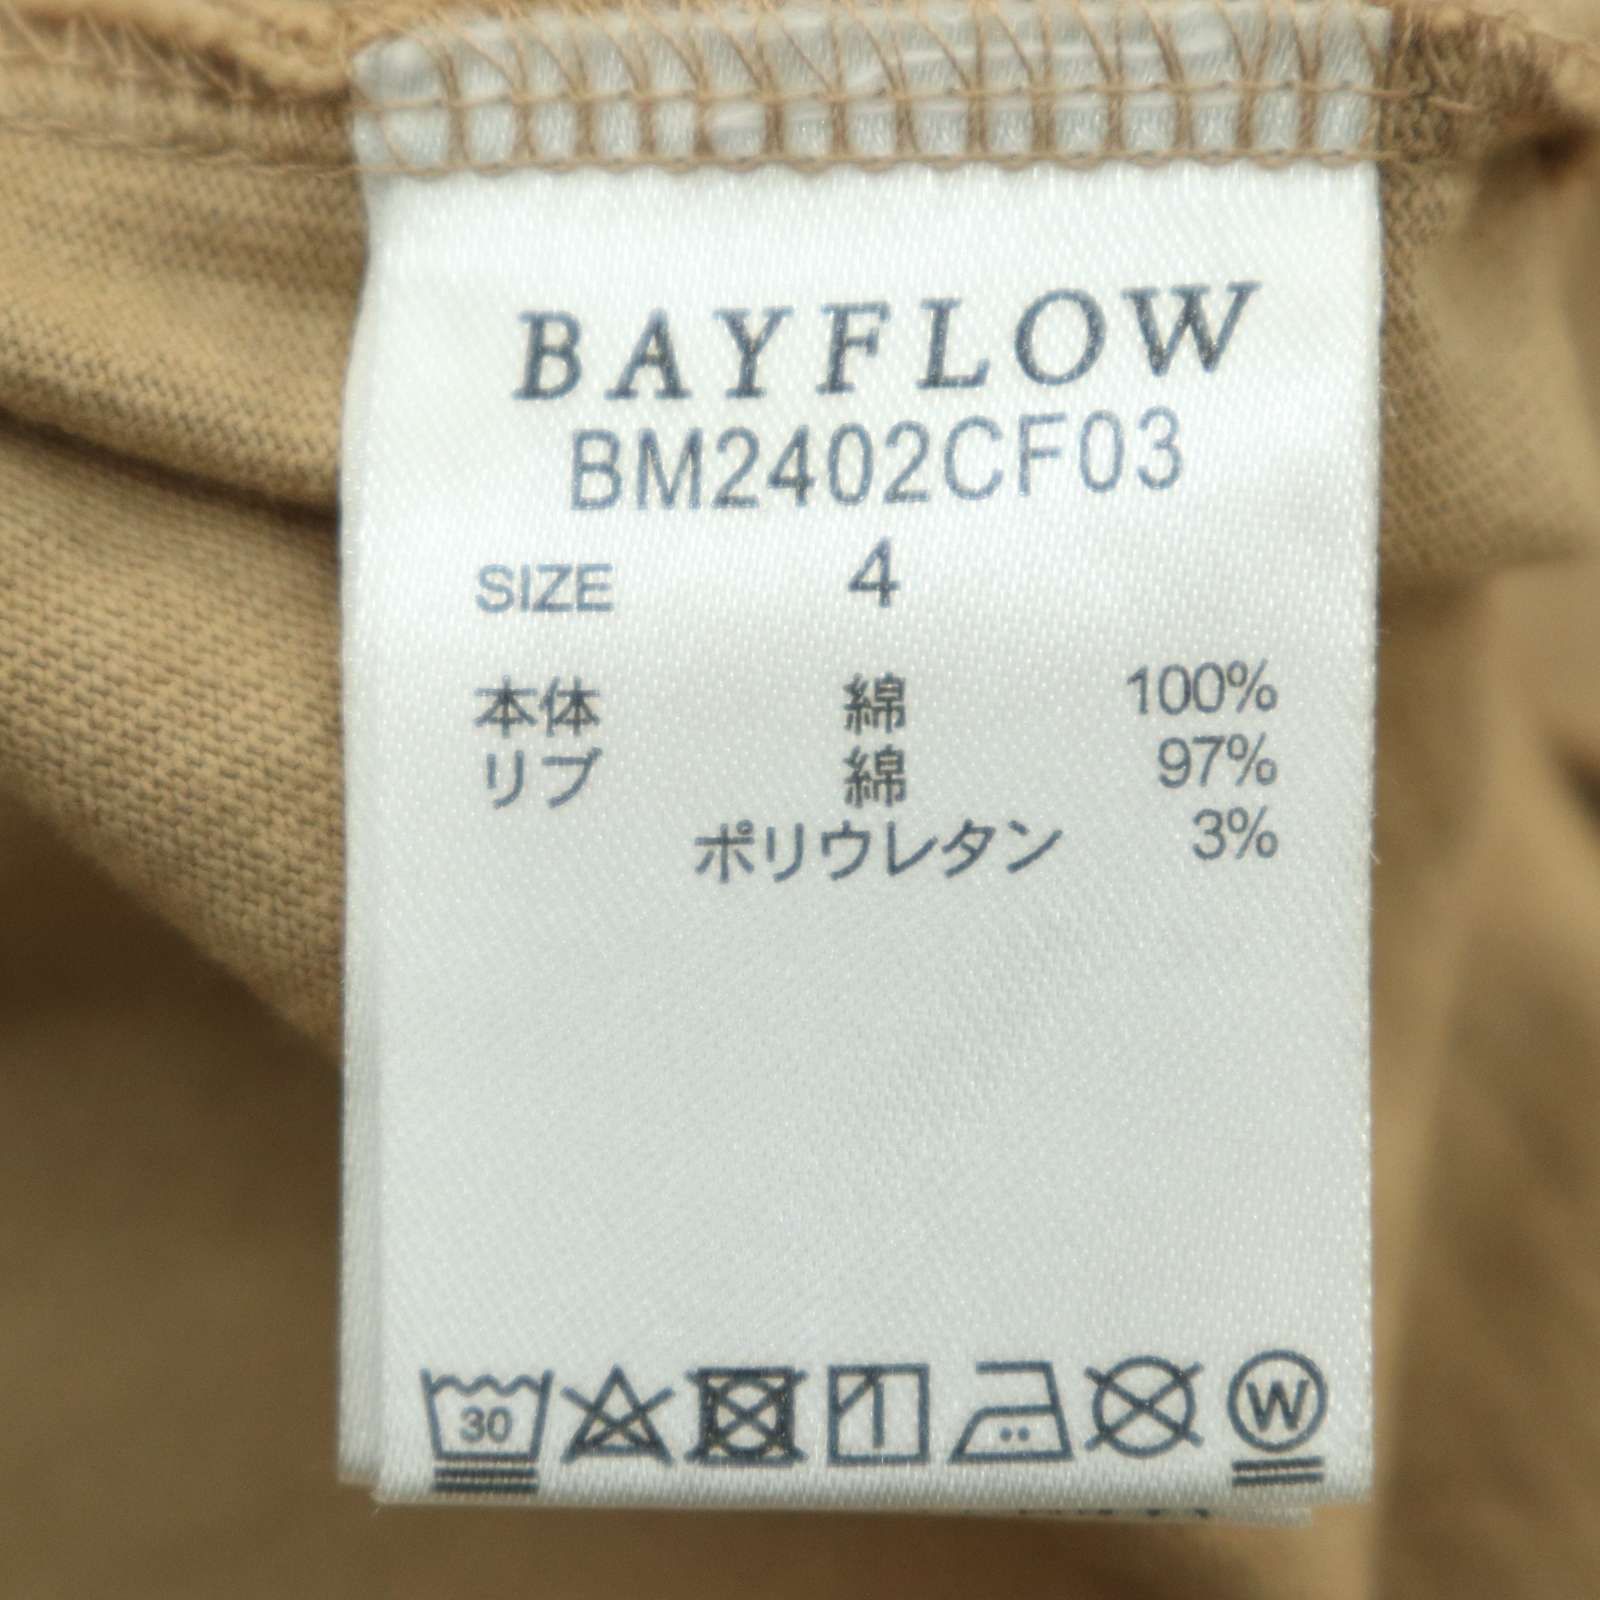 BAYFLOW
BM2402CF03
SIZE 4
本体 綿 100%
リブ 綿 97%
ポリウレタン 3%
30
W